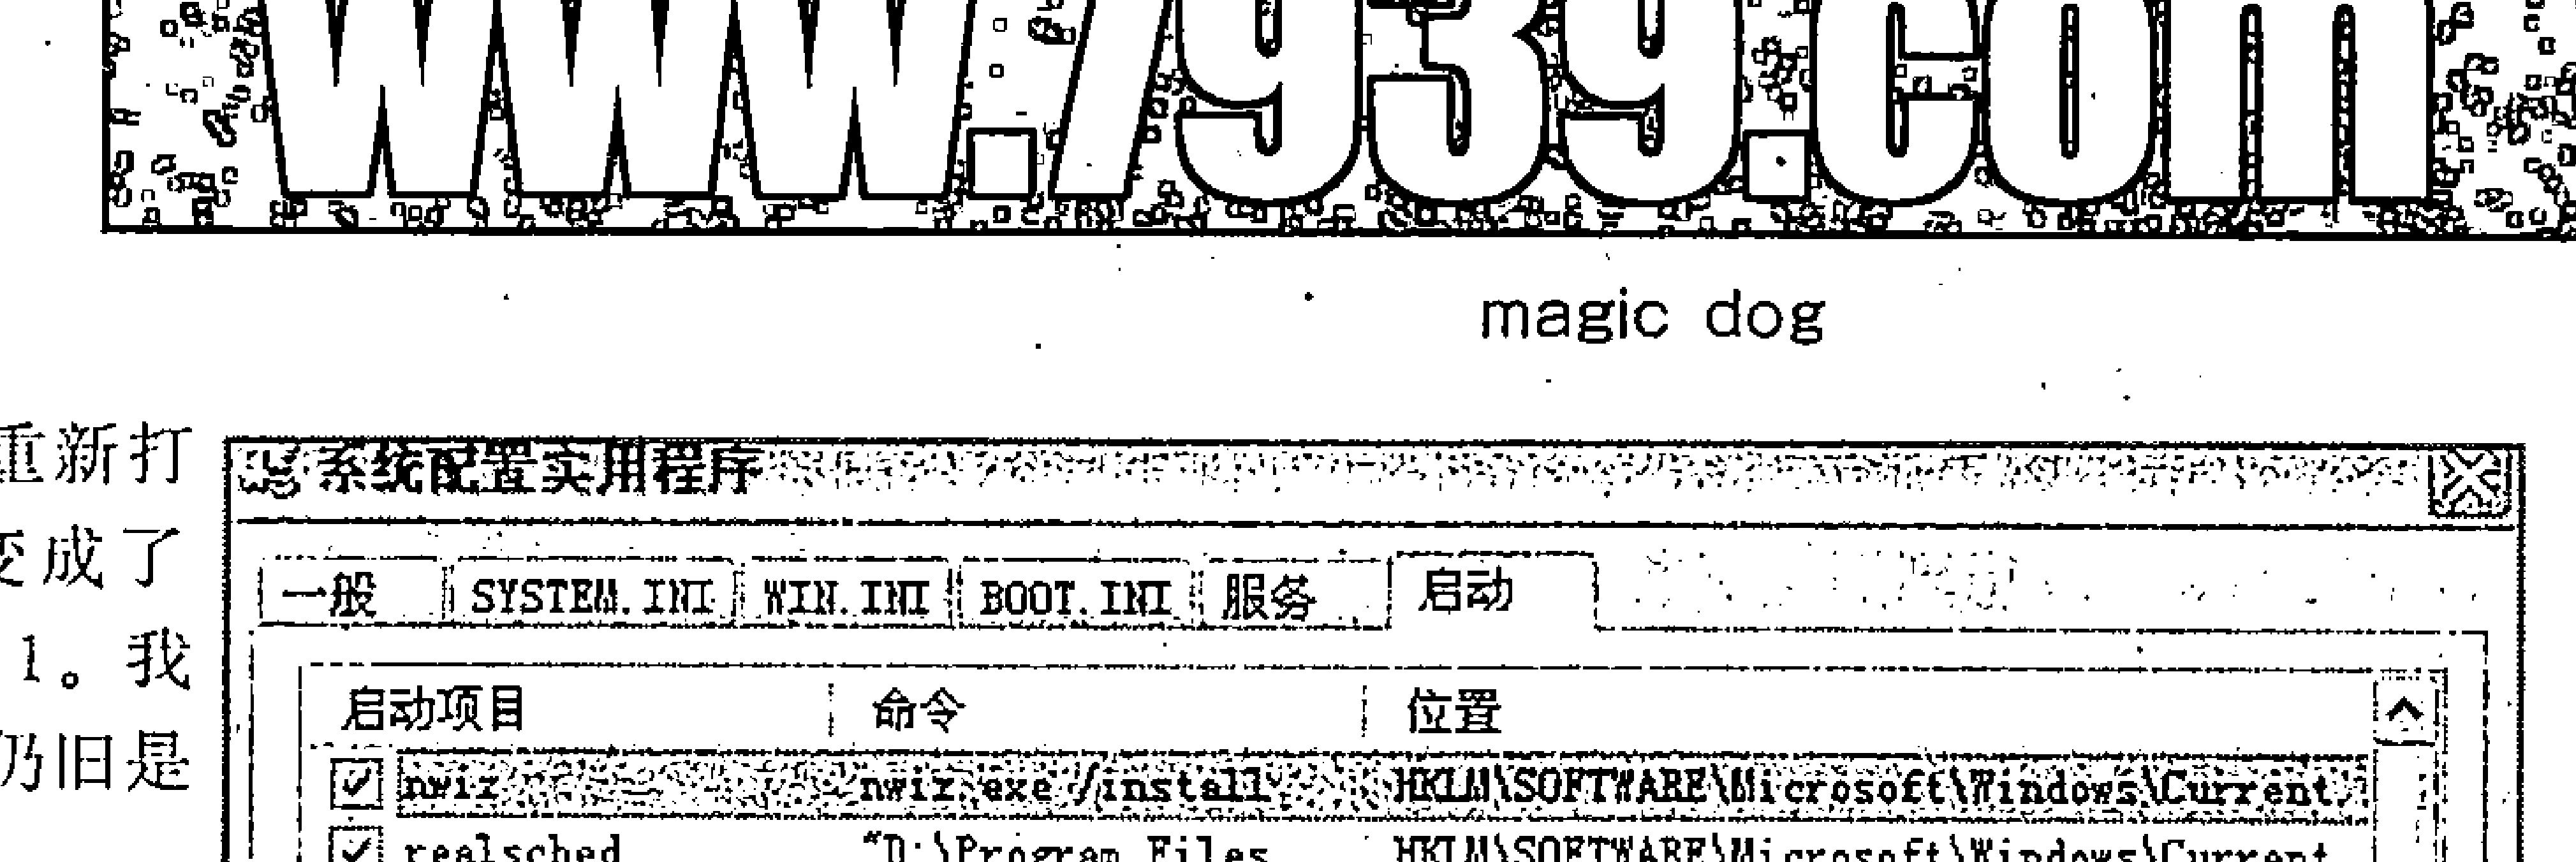 www.7939.com
magic dog
重新打
变成了
1。我
仍旧是
系统配置实用程序
一般 SYSTEM.INI WIN.INI BOOT.INI 服务 启动
启动项目 命令 位置
nwiz nwiz.exe /install HKLM\SOFTWARE\Microsoft\Windows\Current
realsched "D:\Program Files HKLM\SOFTWARE\Microsoft\Windows\Current